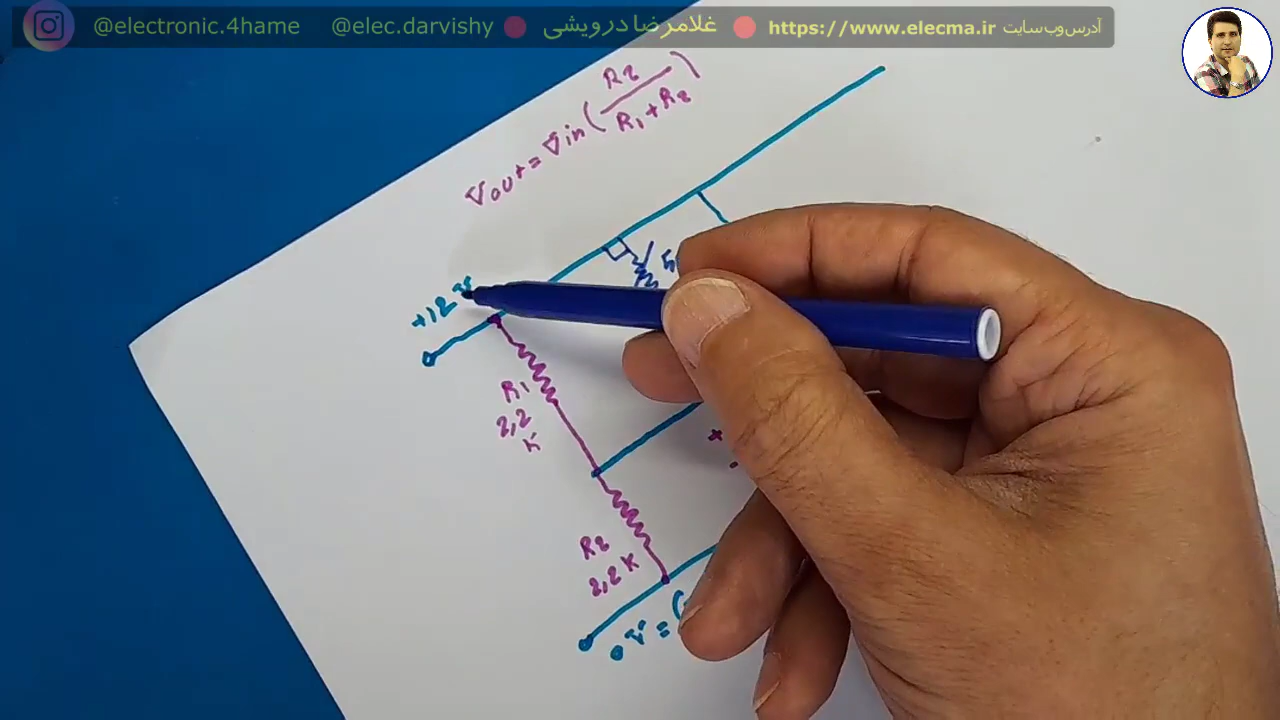 @electronic.4hame @elec.darvishy غلامرضا درویشی https://www.elecma.ir آدرس وب سایت
Vout = Vin (R2 / R1 + R2)
+12V
R1
2,2
K
R2
2,2K
+
-
0V = (